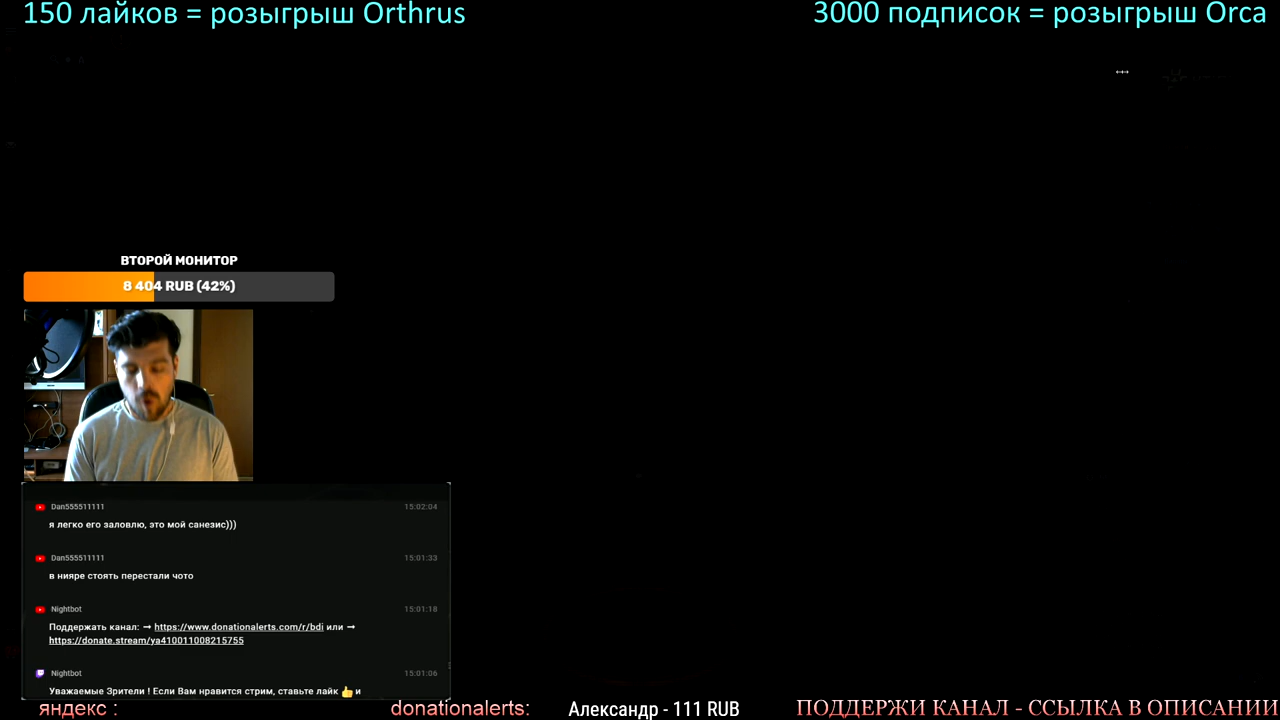 150 лайков = розыгрыш Orthrus
3000 подписок = розыгрыш Orca
ВТОРОЙ МОНИТОР
8 404 RUB (42%)
Dan555511111 15:02:04
я легко его заловлю, это мой санезис)))
Dan555511111 15:01:33
в нияре стоять перестали чото
Nightbot 15:01:18
Поддержать канал: → https://www.donationalerts.com/r/bdi или →
https://donate.stream/ya410011008215755
Nightbot 15:01:06
Уважаемые Зрители ! Если Вам нравится стрим, ставьте лайк 👍 и
яндекс :
donationalerts:
Александр - 111 RUB
ПОДДЕРЖИ КАНАЛ - ССЫЛКА В ОПИСАНИИ